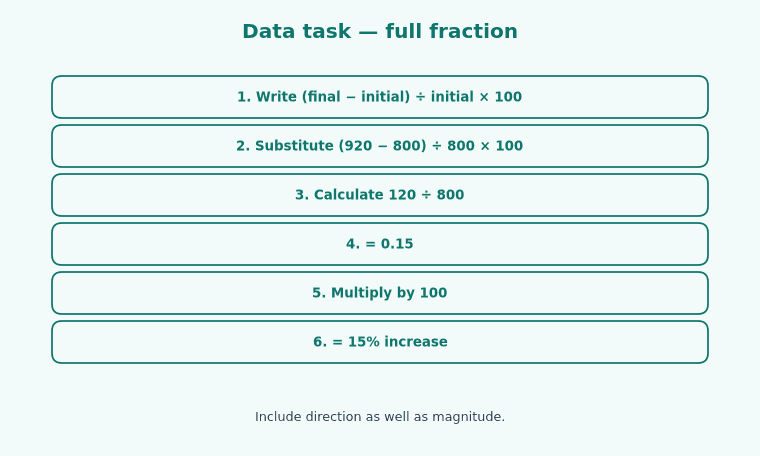 Data task — full fraction
1. Write (final − initial) ÷ initial × 100
2. Substitute (920 − 800) ÷ 800 × 100
3. Calculate 120 ÷ 800
4. = 0.15
5. Multiply by 100
6. = 15% increase
Include direction as well as magnitude.